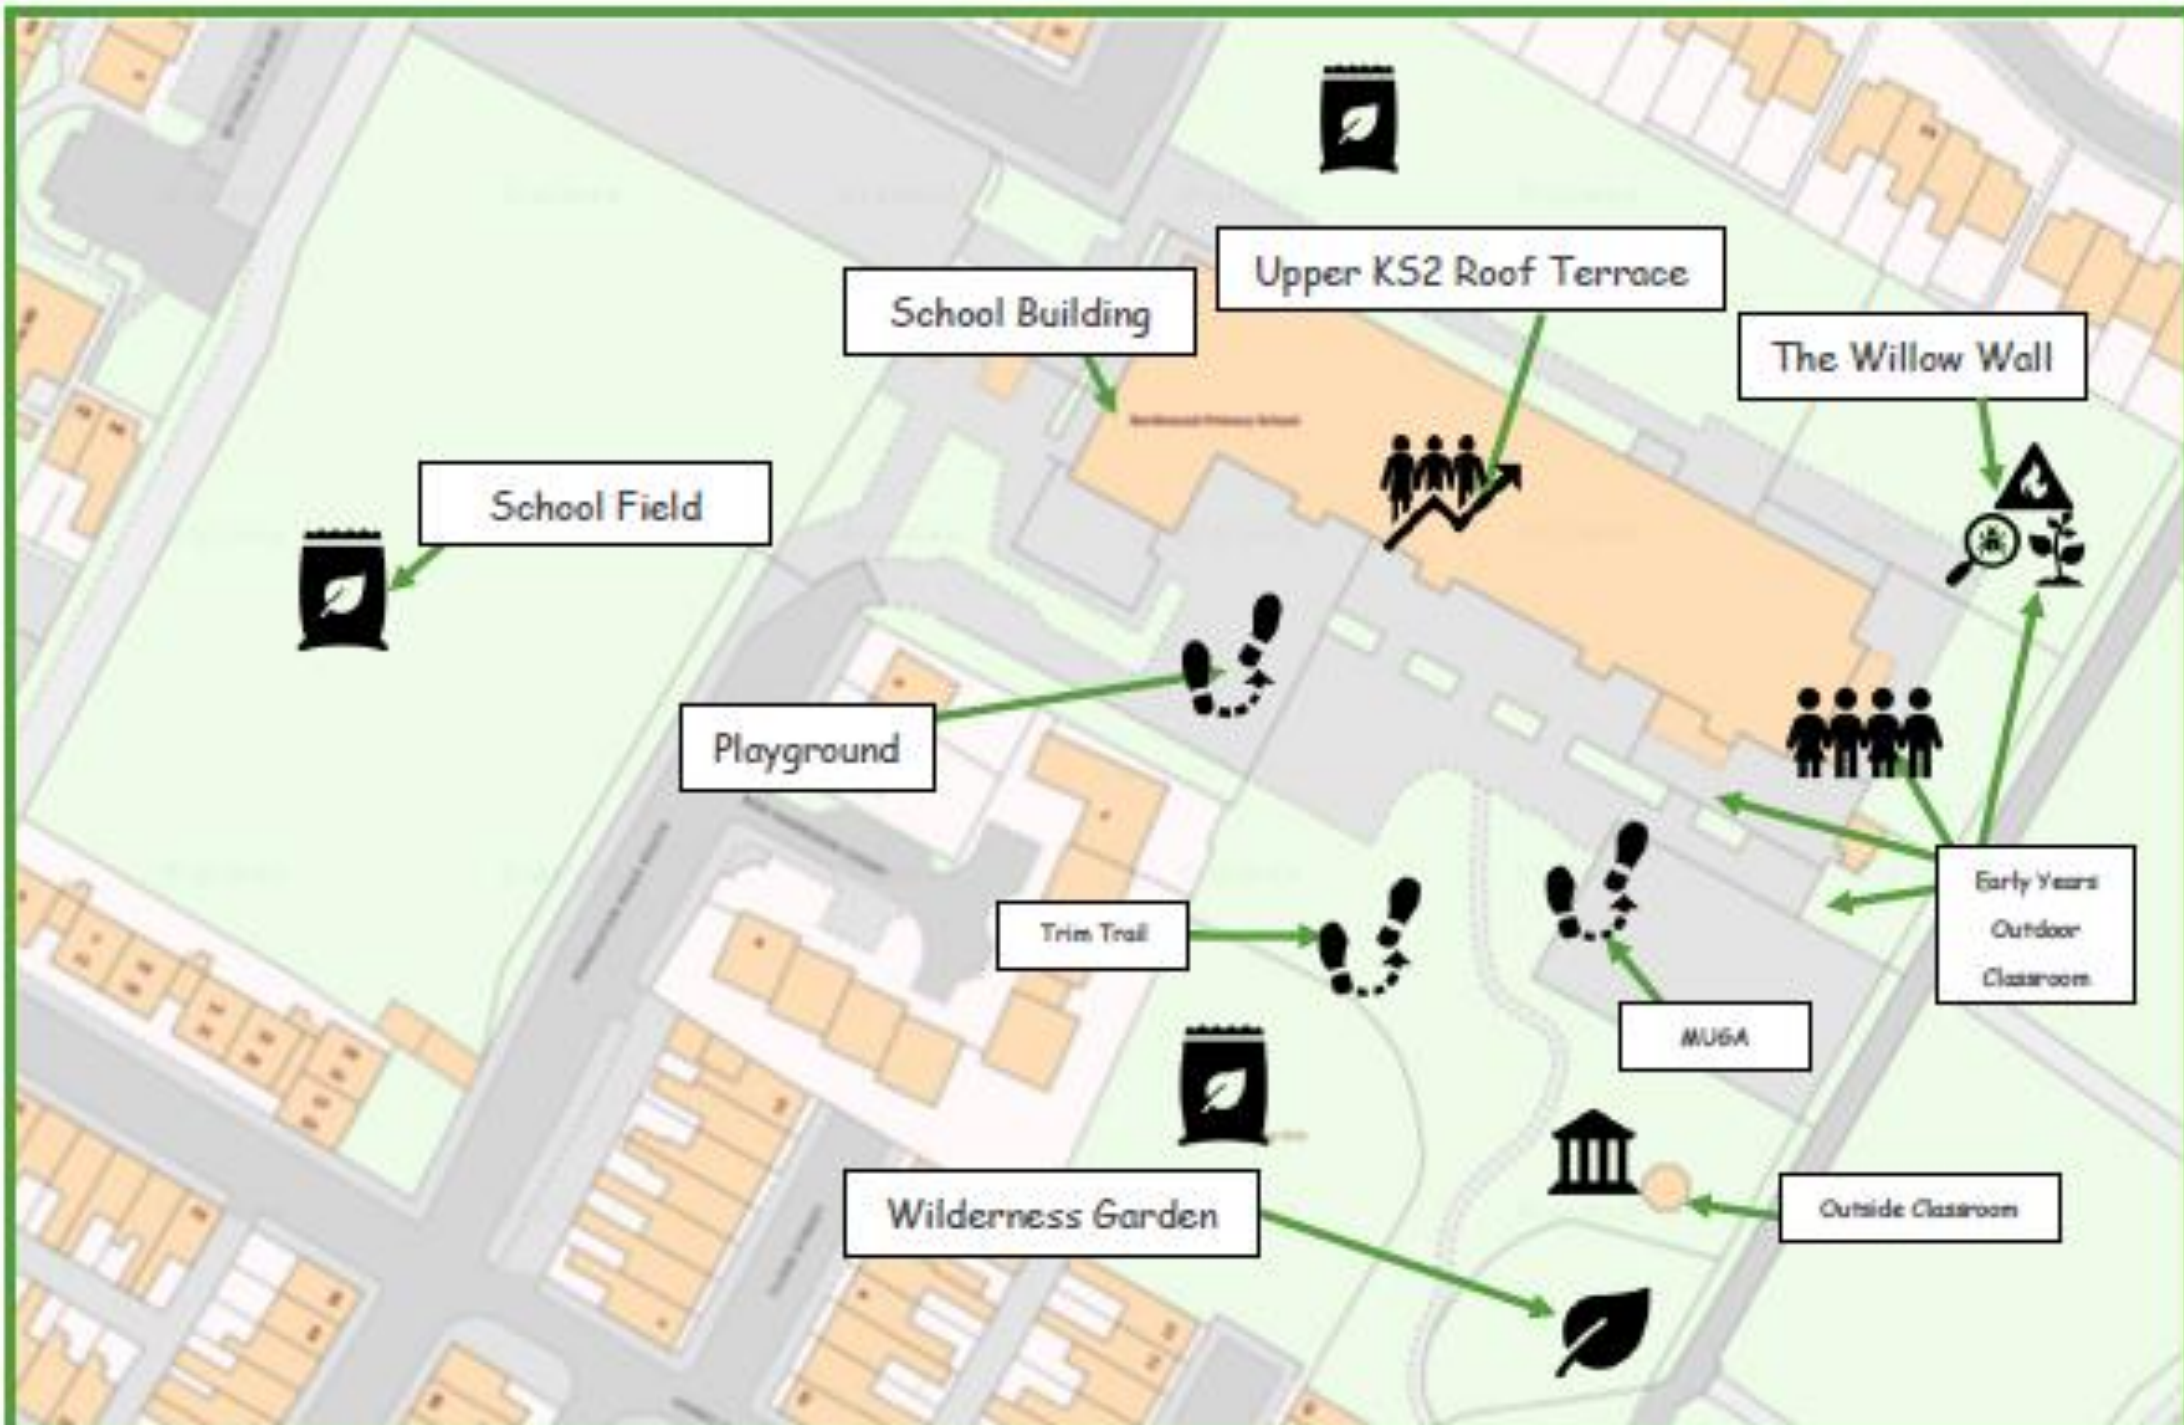 Upper KS2 Roof Terrace
School Building
The Willow Wall
School Field
Playground
Early Years
Outdoor
Classroom
Trim Trail
MUGA
Outside Classroom
Wilderness Garden